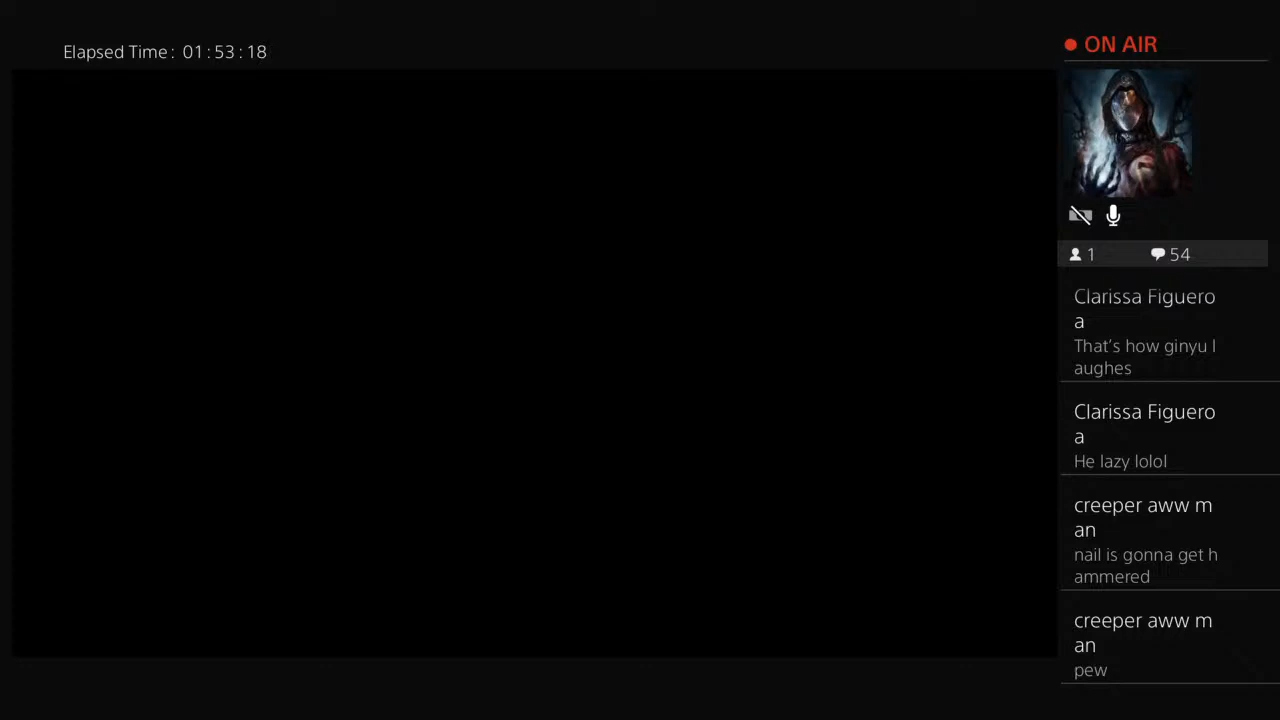 Elapsed Time: 01:53:18
ON AIR
1 54
Clarissa Figuero
a
That's how ginyu l
aughes
Clarissa Figuero
a
He lazy lolol
creeper aww m
an
nail is gonna get h
ammered
creeper aww m
an
pew